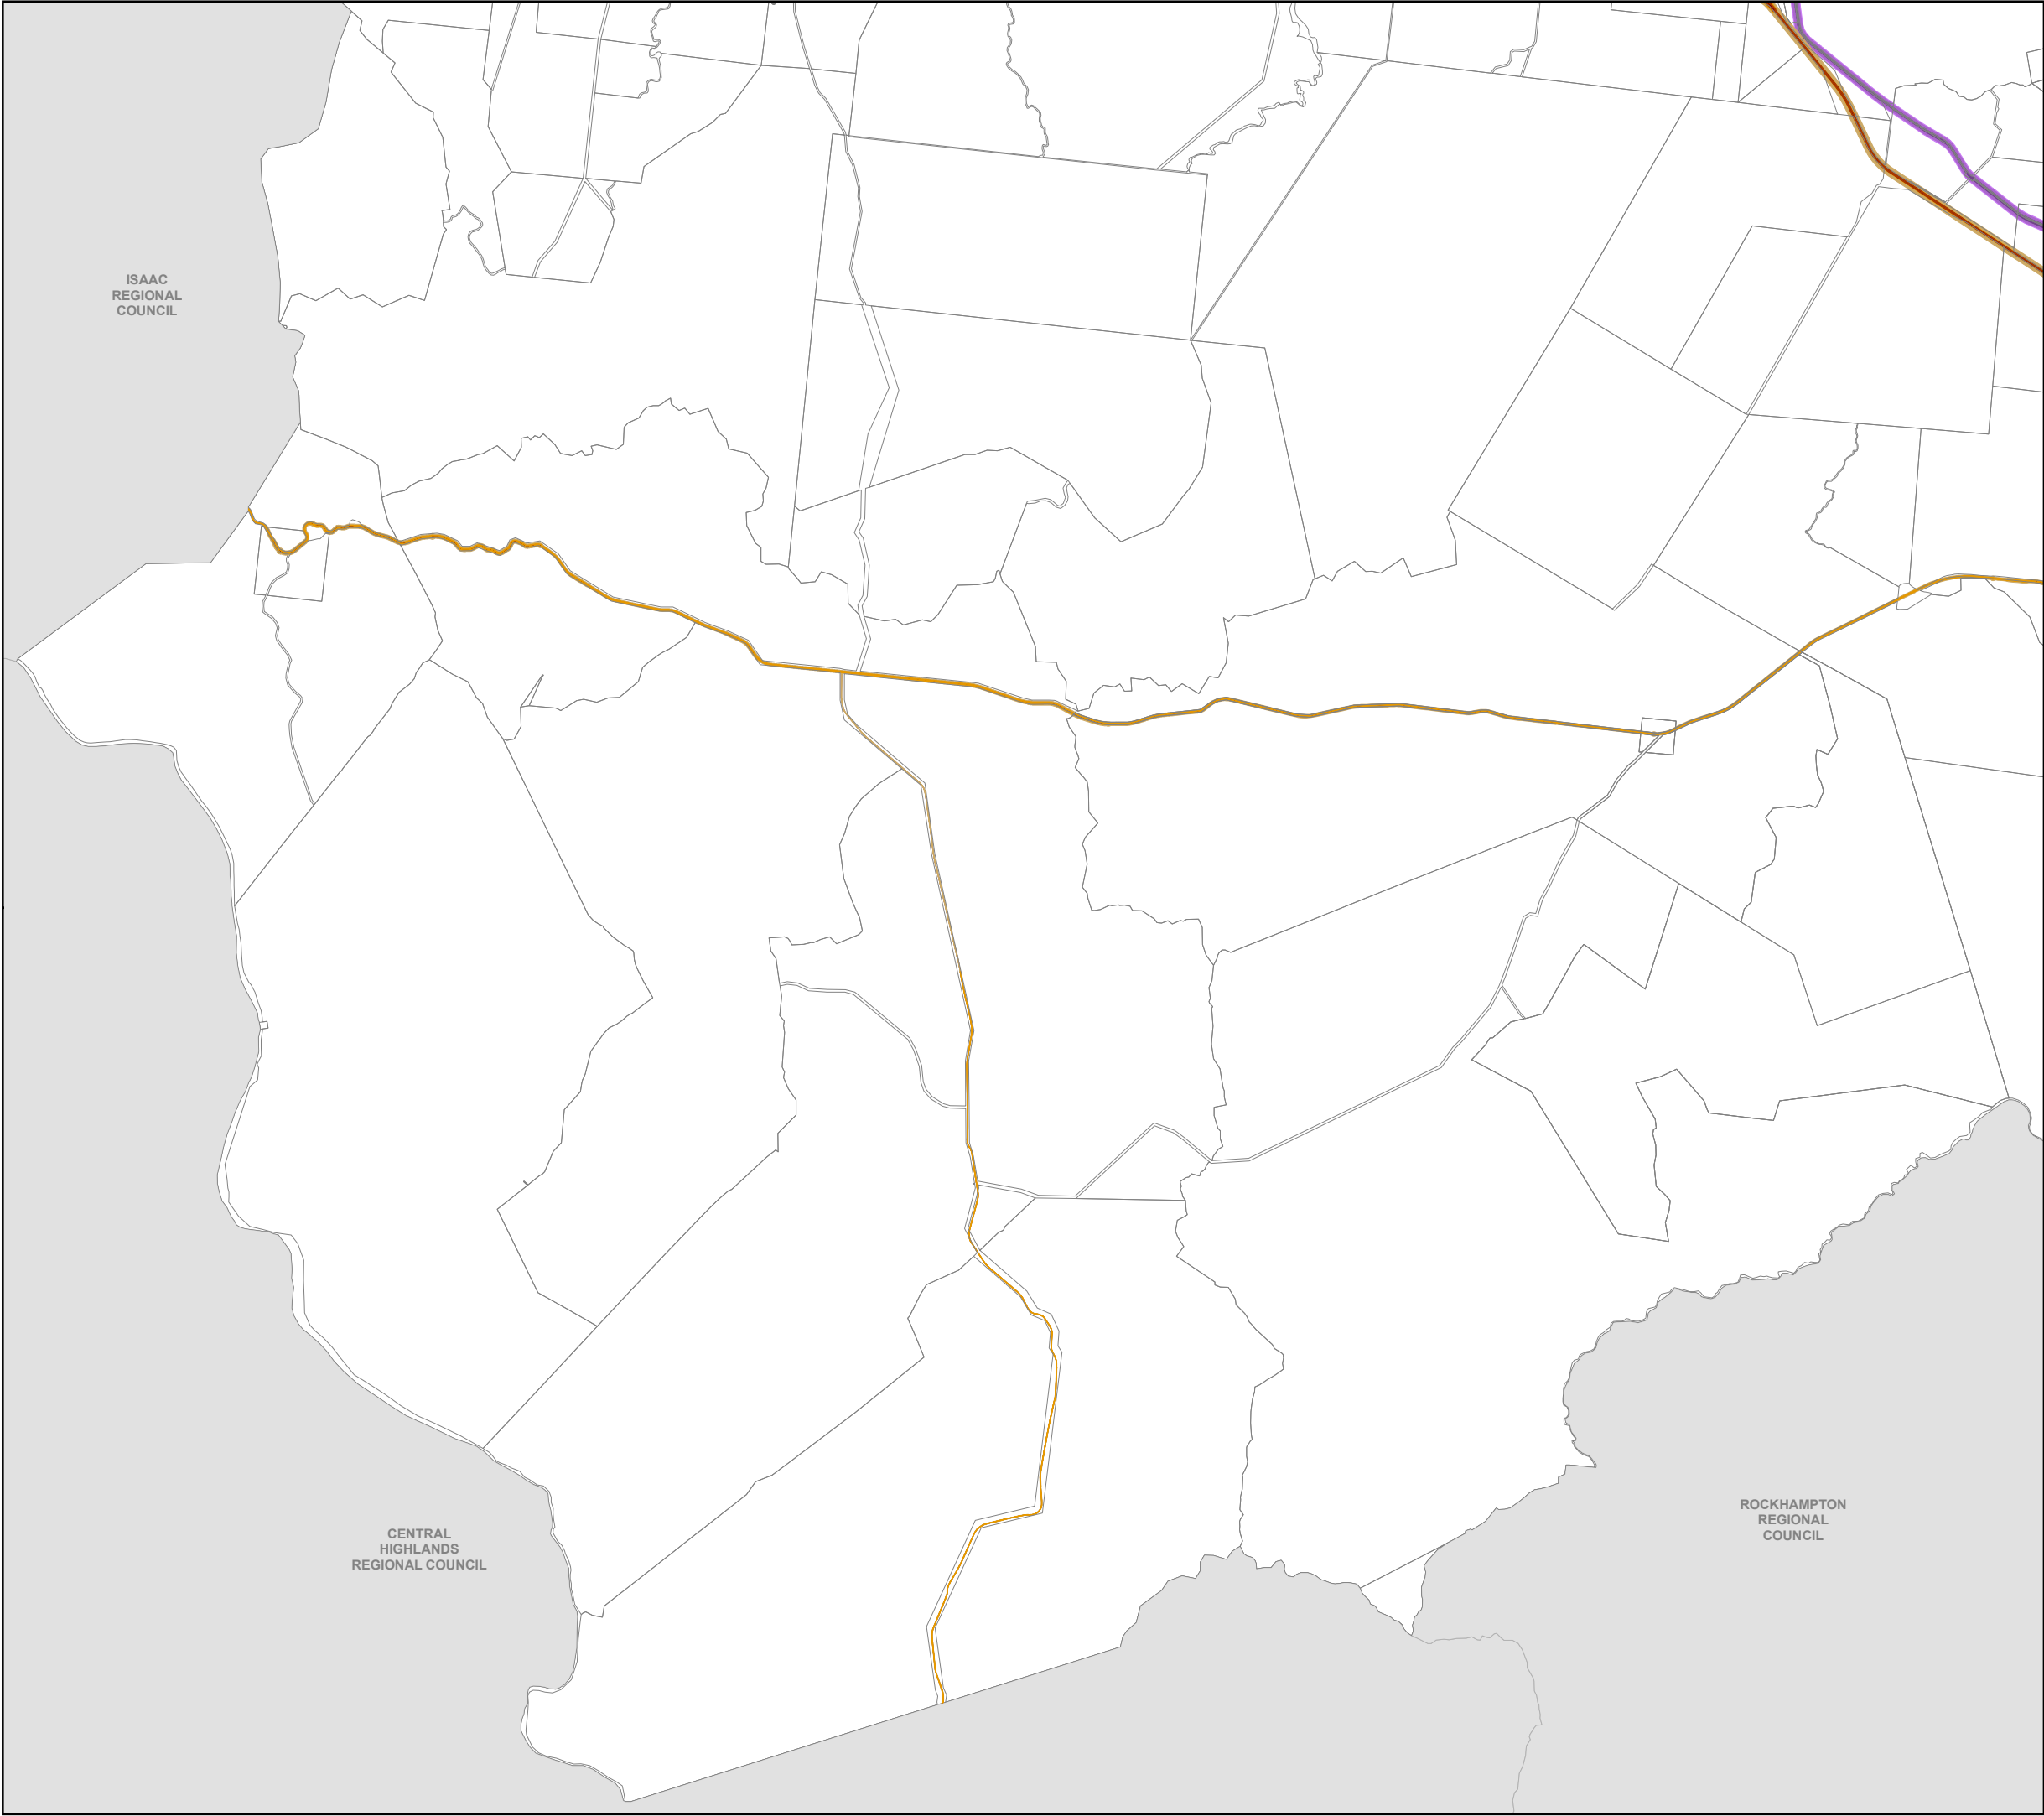 ISAAC
REGIONAL
COUNCIL
CENTRAL
HIGHLANDS
REGIONAL COUNCIL
ROCKHAMPTON
REGIONAL
COUNCIL